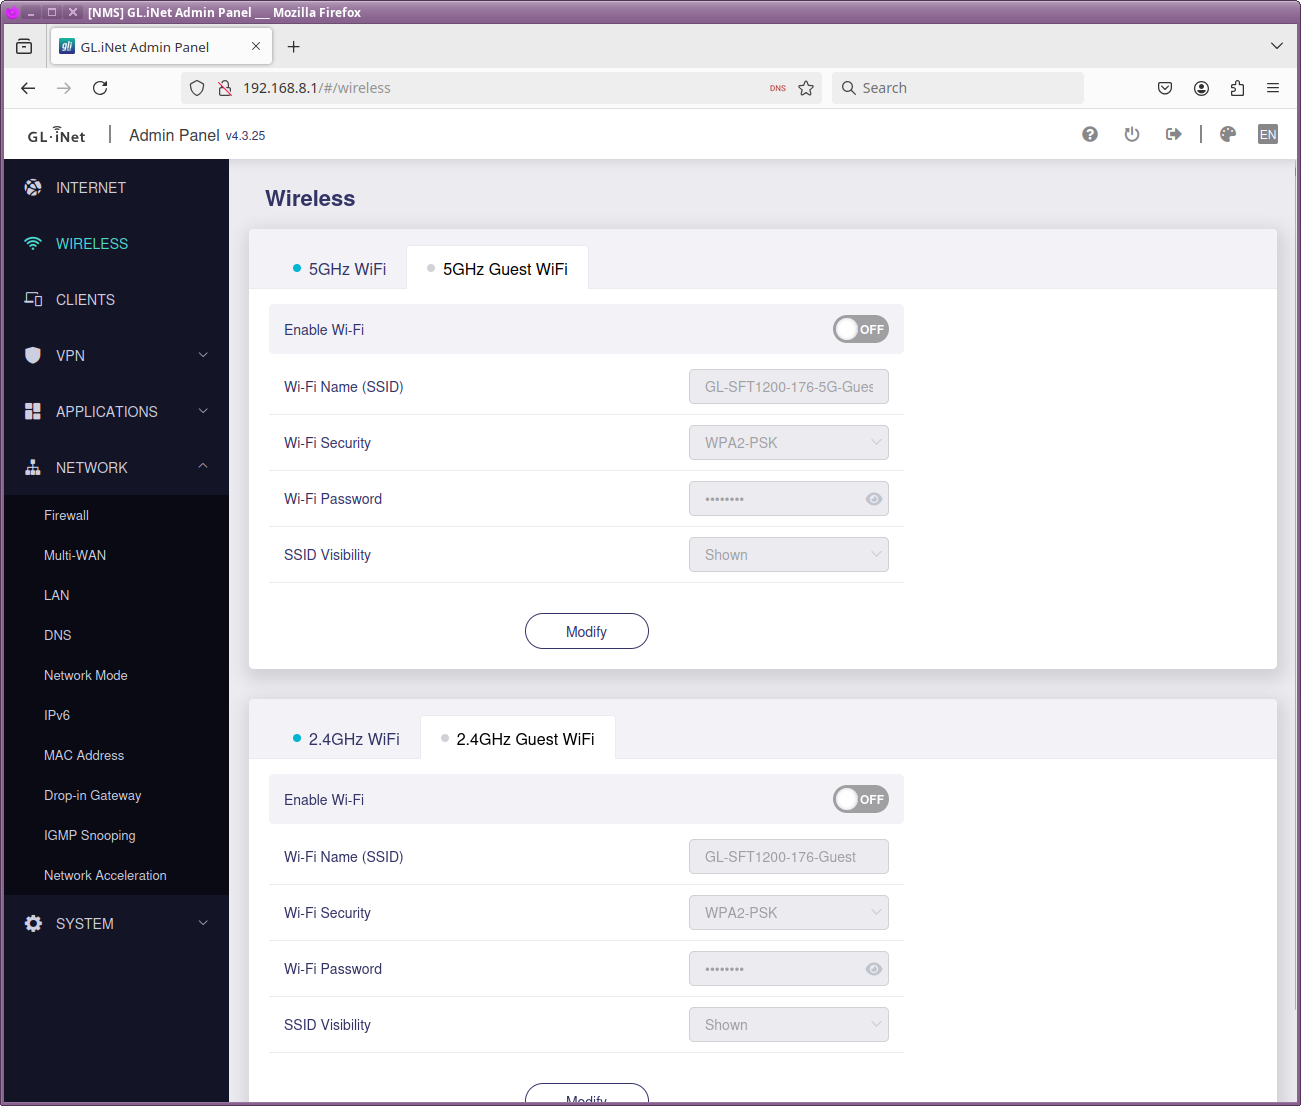 [NMS] GL.iNet Admin Panel ___ Mozilla Firefox
gli GL.iNet Admin Panel
192.168.8.1/#/wireless DNS Search
GL·iNet Admin Panel v4.3.25 EN
INTERNET
WIRELESS
CLIENTS
VPN
APPLICATIONS
NETWORK
Firewall
Multi-WAN
LAN
DNS
Network Mode
IPv6
MAC Address
Drop-in Gateway
IGMP Snooping
Network Acceleration
SYSTEM
Wireless
5GHz WiFi 5GHz Guest WiFi
Enable Wi-Fi OFF
Wi-Fi Name (SSID) GL-SFT1200-176-5G-Gues
Wi-Fi Security WPA2-PSK
Wi-Fi Password ••••••••
SSID Visibility Shown
Modify
2.4GHz WiFi 2.4GHz Guest WiFi
Enable Wi-Fi OFF
Wi-Fi Name (SSID) GL-SFT1200-176-Guest
Wi-Fi Security WPA2-PSK
Wi-Fi Password ••••••••
SSID Visibility Shown
Modify